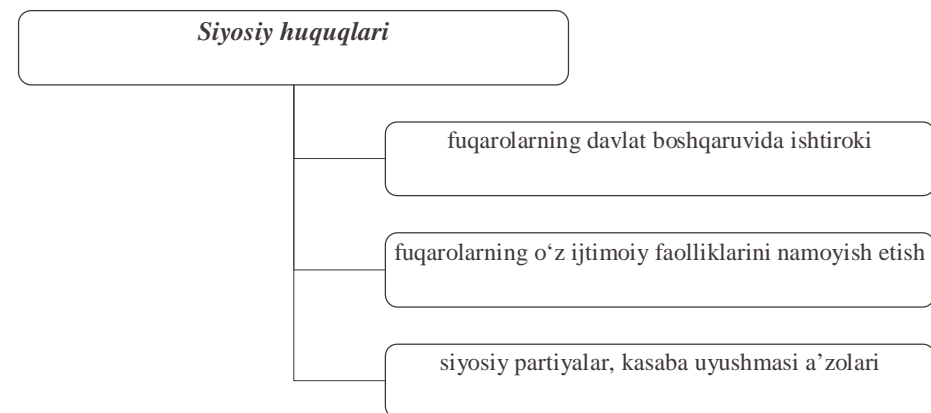 Siyosiy huquqlari
fuqarolarning davlat boshqaruvida ishtiroki
fuqarolarning o‘z ijtimoiy faolliklarini namoyish etish
siyosiy partiyalar, kasaba uyushmasi a’zolari